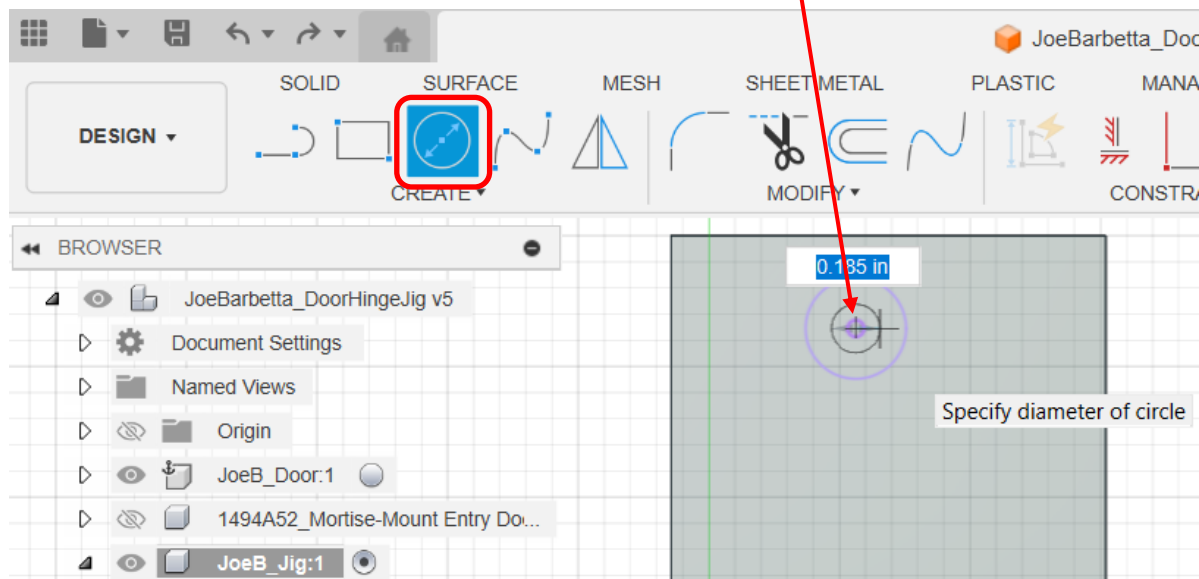 JoeBarbetta_Doo
SOLID SURFACE MESH SHEET METAL PLASTIC MANA
DESIGN
CREATE MODIFY CONSTRA
BROWSER
0.185 in
JoeBarbetta_DoorHingeJig v5
Document Settings
Named Views
Origin
Specify diameter of circle
JoeB_Door:1
1494A52_Mortise-Mount Entry Do...
JoeB_Jig:1